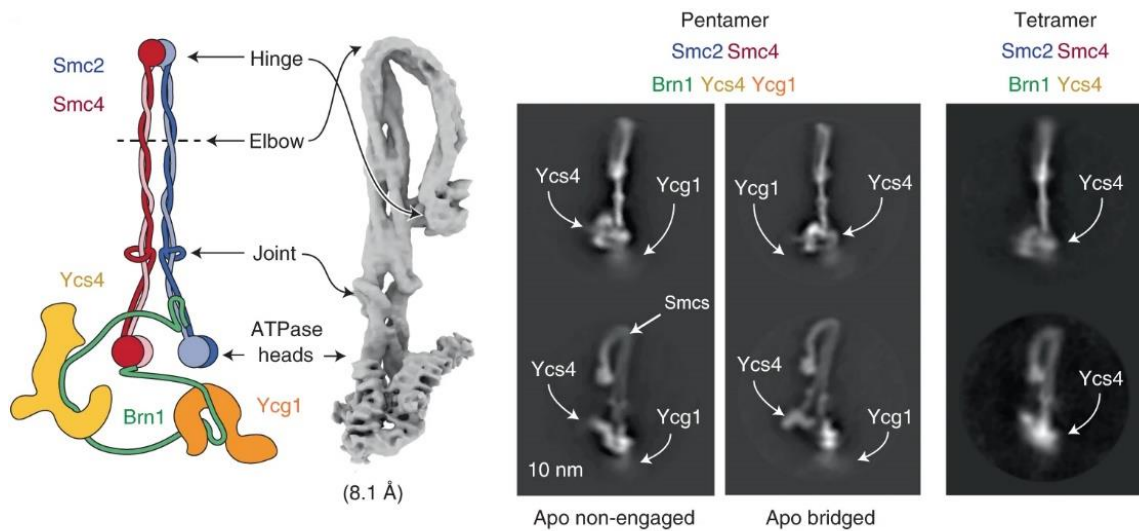 Smc2
Smc4
Hinge
Elbow
Joint
Ycs4
ATPase
heads
Brn1
Ycg1
(8.1 Å)
Pentamer
Smc2 Smc4
Brn1 Ycs4 Ycg1
Ycs4
Ycg1
Ycg1
Ycs4
Smcs
Ycs4
Ycg1
Ycs4
Ycg1
10 nm
Apo non-engaged
Apo bridged
Tetramer
Smc2 Smc4
Brn1 Ycs4
Ycs4
Ycs4